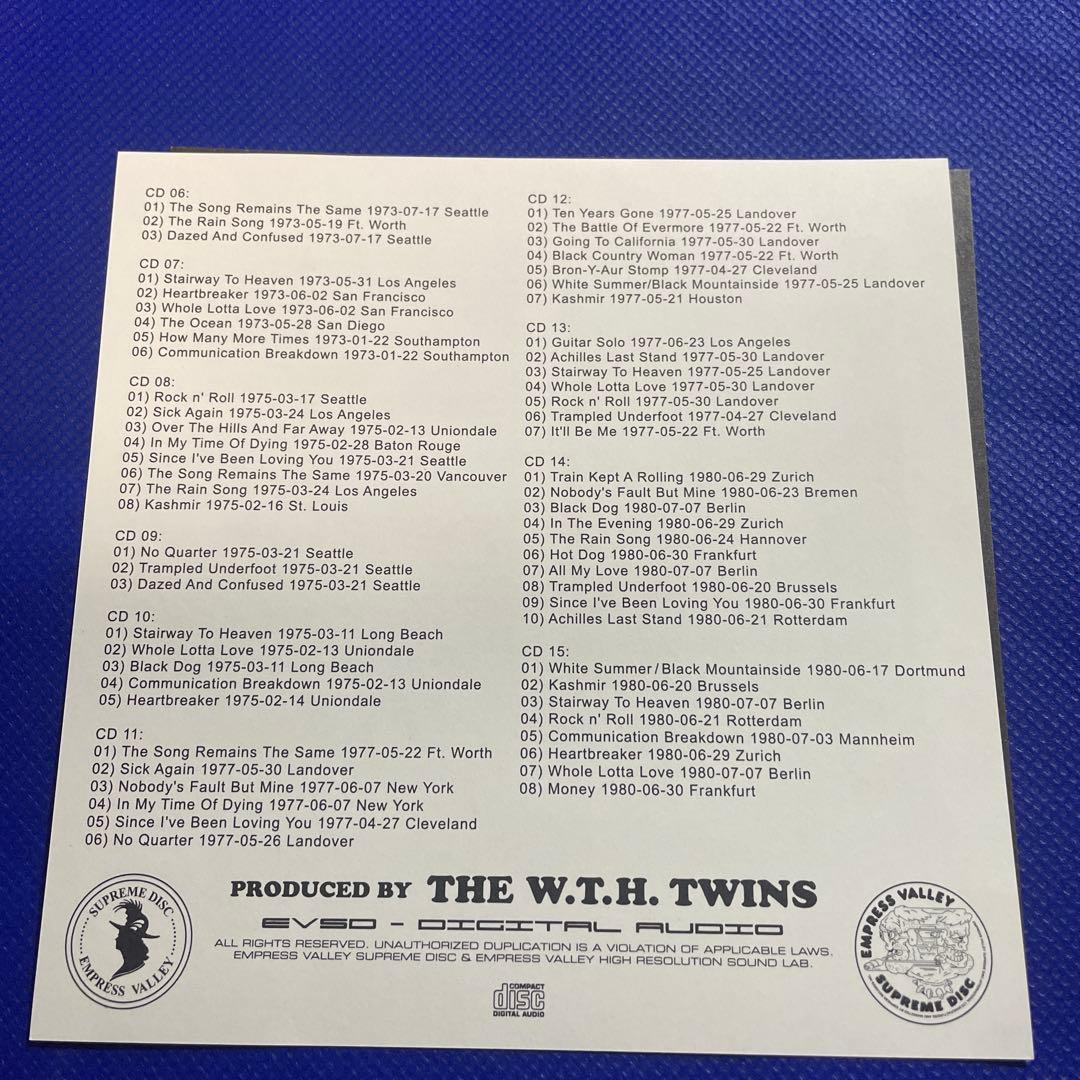 CD 06:
01) The Song Remains The Same 1973-07-17 Seattle
02) The Rain Song 1973-05-19 Ft. Worth
03) Dazed And Confused 1973-07-17 Seattle
CD 07:
01) Stairway To Heaven 1973-05-31 Los Angeles
02) Heartbreaker 1973-06-02 San Francisco
03) Whole Lotta Love 1973-06-02 San Francisco
04) The Ocean 1973-05-28 San Diego
05) How Many More Times 1973-01-22 Southampton
06) Communication Breakdown 1973-01-22 Southampton
CD 08:
01) Rock n' Roll 1975-03-17 Seattle
02) Sick Again 1975-03-24 Los Angeles
03) Over The Hills And Far Away 1975-02-13 Uniondale
04) In My Time Of Dying 1975-02-28 Baton Rouge
05) Since I've Been Loving You 1975-03-21 Seattle
06) The Song Remains The Same 1975-03-20 Vancouver
07) The Rain Song 1975-03-24 Los Angeles
08) Kashmir 1975-02-16 St. Louis
CD 09:
01) No Quarter 1975-03-21 Seattle
02) Trampled Underfoot 1975-03-21 Seattle
03) Dazed And Confused 1975-03-21 Seattle
CD 10:
01) Stairway To Heaven 1975-03-11 Long Beach
02) Whole Lotta Love 1975-02-13 Uniondale
03) Black Dog 1975-03-11 Long Beach
04) Communication Breakdown 1975-02-13 Uniondale
05) Heartbreaker 1975-02-14 Uniondale
CD 11:
01) The Song Remains The Same 1977-05-22 Ft. Worth
02) Sick Again 1977-05-30 Landover
03) Nobody's Fault But Mine 1977-06-07 New York
04) In My Time Of Dying 1977-06-07 New York
05) Since I've Been Loving You 1977-04-27 Cleveland
06) No Quarter 1977-05-26 Landover
CD 12:
01) Ten Years Gone 1977-05-25 Landover
02) The Battle Of Evermore 1977-05-22 Ft. Worth
03) Going To California 1977-05-30 Landover
04) Black Country Woman 1977-05-22 Ft. Worth
05) Bron-Y-Aur Stomp 1977-04-27 Cleveland
06) White Summer/Black Mountainside 1977-05-25 Landover
07) Kashmir 1977-05-21 Houston
CD 13:
01) Guitar Solo 1977-06-23 Los Angeles
02) Achilles Last Stand 1977-05-30 Landover
03) Stairway To Heaven 1977-05-25 Landover
04) Whole Lotta Love 1977-05-30 Landover
05) Rock n' Roll 1977-05-30 Landover
06) Trampled Underfoot 1977-04-27 Cleveland
07) It'll Be Me 1977-05-22 Ft. Worth
CD 14:
01) Train Kept A Rolling 1980-06-29 Zurich
02) Nobody's Fault But Mine 1980-06-23 Bremen
03) Black Dog 1980-07-07 Berlin
04) In The Evening 1980-06-29 Zurich
05) The Rain Song 1980-06-24 Hannover
06) Hot Dog 1980-06-30 Frankfurt
07) All My Love 1980-07-07 Berlin
08) Trampled Underfoot 1980-06-20 Brussels
09) Since I've Been Loving You 1980-06-30 Frankfurt
10) Achilles Last Stand 1980-06-21 Rotterdam
CD 15:
01) White Summer/Black Mountainside 1980-06-17 Dortmund
02) Kashmir 1980-06-20 Brussels
03) Stairway To Heaven 1980-07-07 Berlin
04) Rock n' Roll 1980-06-21 Rotterdam
05) Communication Breakdown 1980-07-03 Mannheim
06) Heartbreaker 1980-06-29 Zurich
07) Whole Lotta Love 1980-07-07 Berlin
08) Money 1980-06-30 Frankfurt
SUPREME DISC
EMPRESS VALLEY
PRODUCED BY THE W.T.H. TWINS
EVSD - DIGITAL AUDIO
ALL RIGHTS RESERVED. UNAUTHORIZED DUPLICATION IS A VIOLATION OF APPLICABLE LAWS.
EMPRESS VALLEY SUPREME DISC & EMPRESS VALLEY HIGH RESOLUTION SOUND LAB.
COMPACT
disc
DIGITAL AUDIO
EMPRESS VALLEY
SUPREME DISC